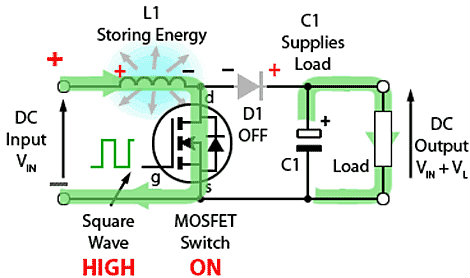 L1
Storing Energy
C1
Supplies
Load
+
+
−
−
+
d
D1
OFF
DC
Input
VIN
+
C1
Load
DC
Output
VIN + VL
g
s
−
Square
Wave
HIGH
MOSFET
Switch
ON